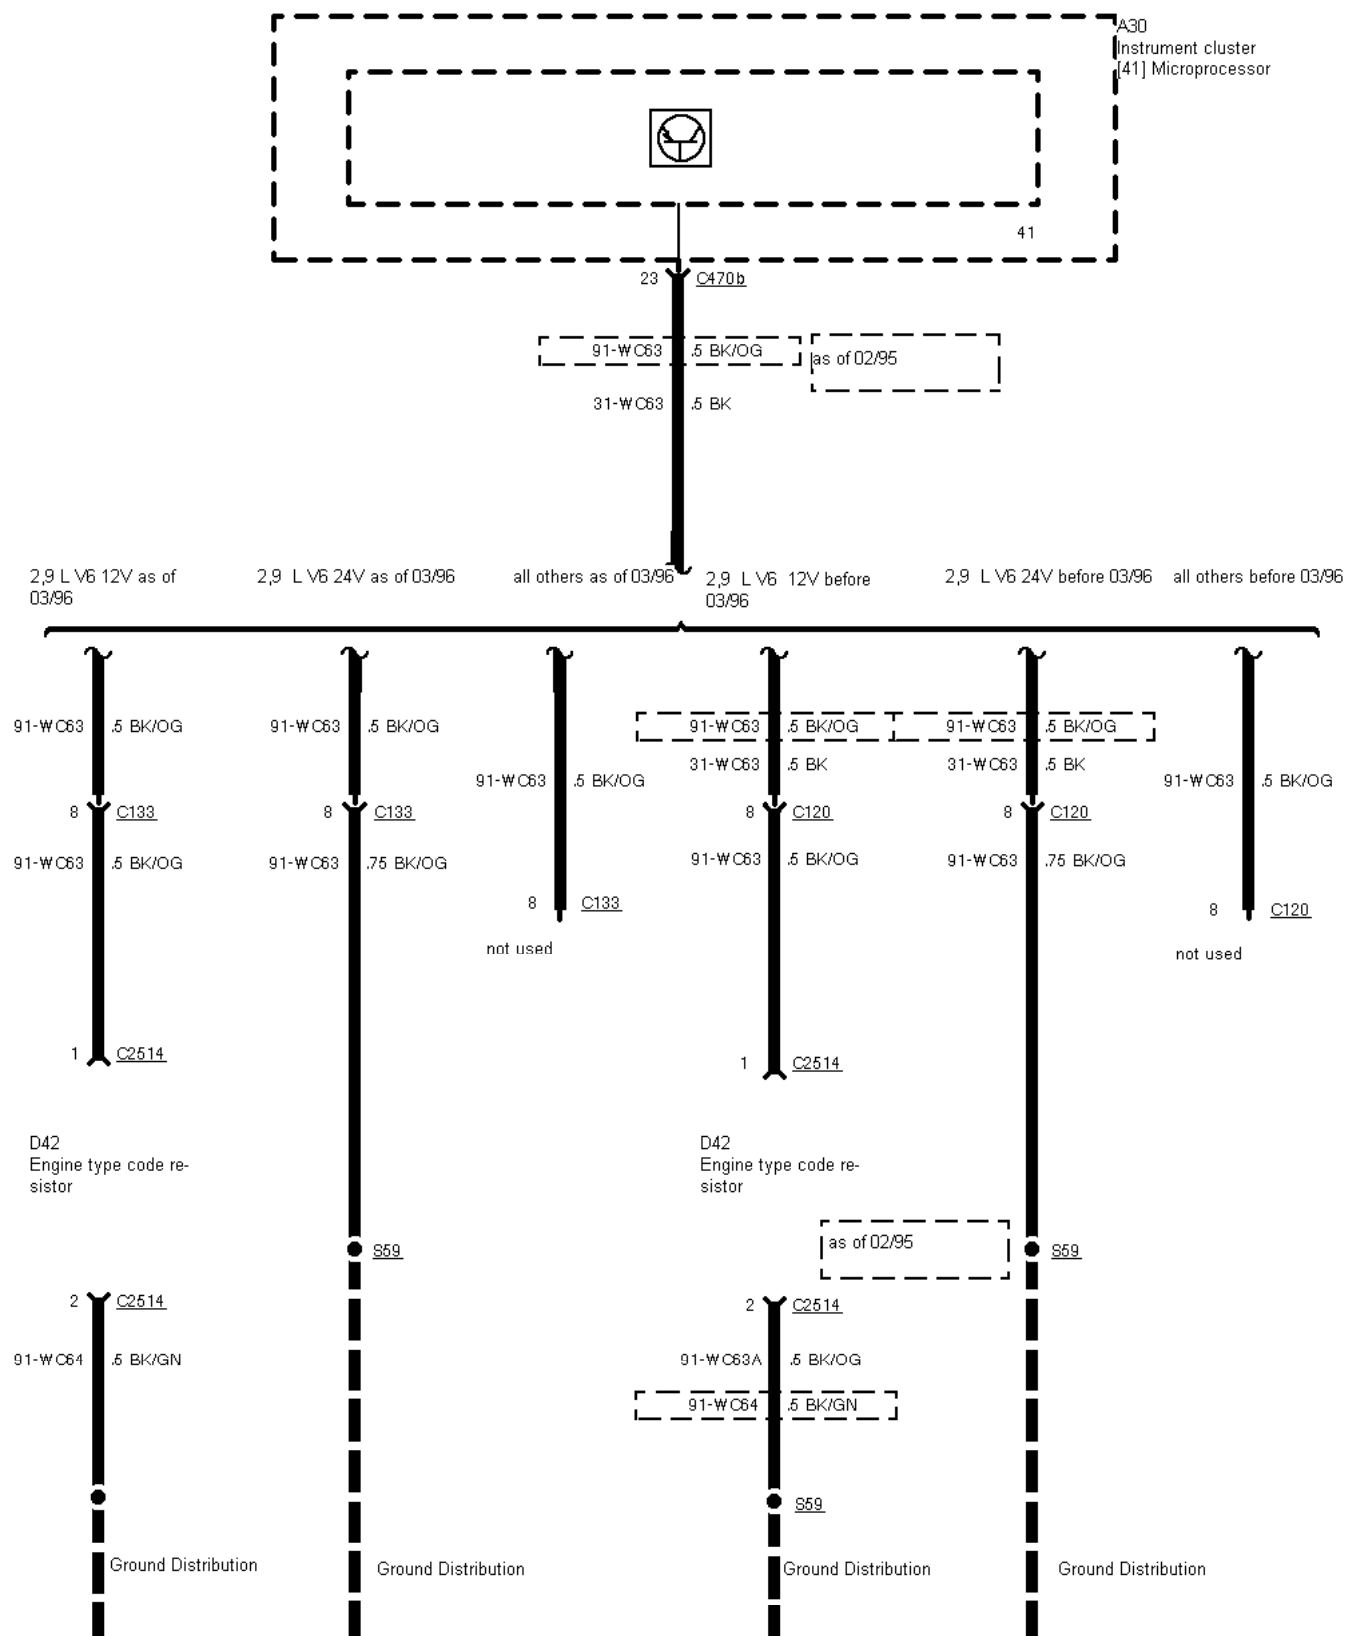 A30
Instrument cluster
[41] Microprocessor
41
23 C470b
91-WC63 .5 BK/OG
as of 02/95
31-WC63 .5 BK
2,9 L V6 12V as of
03/96
2,9 L V6 24V as of 03/96
all others as of 03/96
2,9 L V6 12V before
03/96
2,9 L V6 24V before 03/96
all others before 03/96
91-WC63 .5 BK/OG
91-WC63 .5 BK/OG
91-WC63 .5 BK/OG
91-WC63 .5 BK/OG
31-WC63 .5 BK
31-WC63 .5 BK
91-WC63 .5 BK/OG
91-WC63 .5 BK/OG
8 C133
8 C133
8 C120
8 C120
91-WC63 .5 BK/OG
91-WC63 .75 BK/OG
91-WC63 .5 BK/OG
91-WC63 .75 BK/OG
8 C133
8 C120
not used
not used
1 C2514
1 C2514
D42
Engine type code re-
sistor
D42
Engine type code re-
sistor
S59
as of 02/95
S59
2 C2514
2 C2514
91-WC64 .5 BK/GN
91-WC63A .5 BK/OG
91-WC64 .5 BK/GN
S59
Ground Distribution
Ground Distribution
Ground Distribution
Ground Distribution